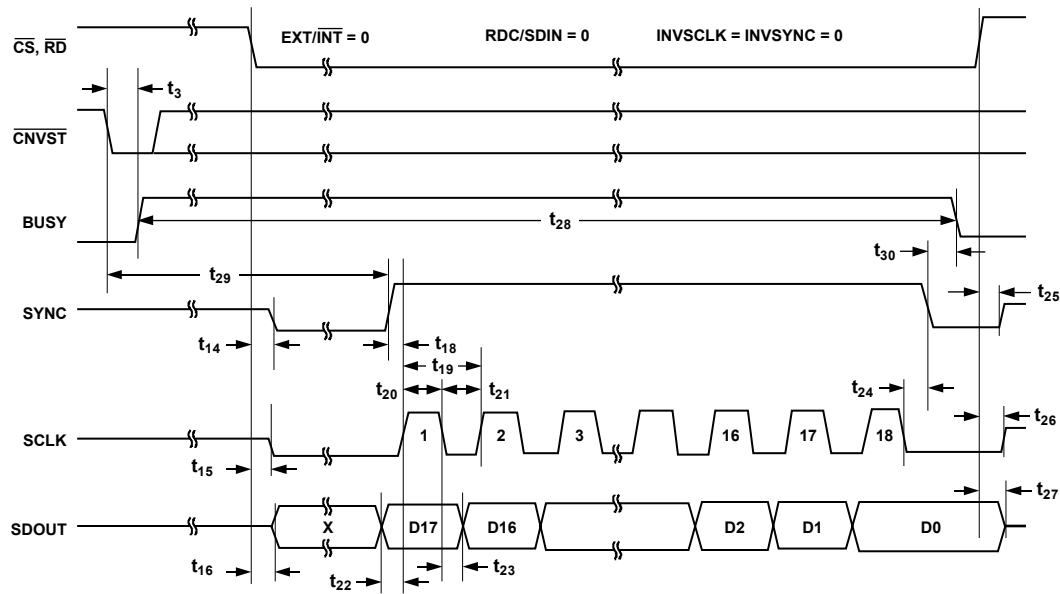 EXT/INT = 0 RDC/SDIN = 0 INVSCLK = INVSYNC = 0
CS, RD
t3
CNVST
BUSY
t28
t30
t29
t25
SYNC
t14
t18
t19
t20
t21
t24
t26
SCLK
1 2 3 16 17 18
t15
t27
SDOUT
X D17 D16 D2 D1 D0
t16
t22
t23